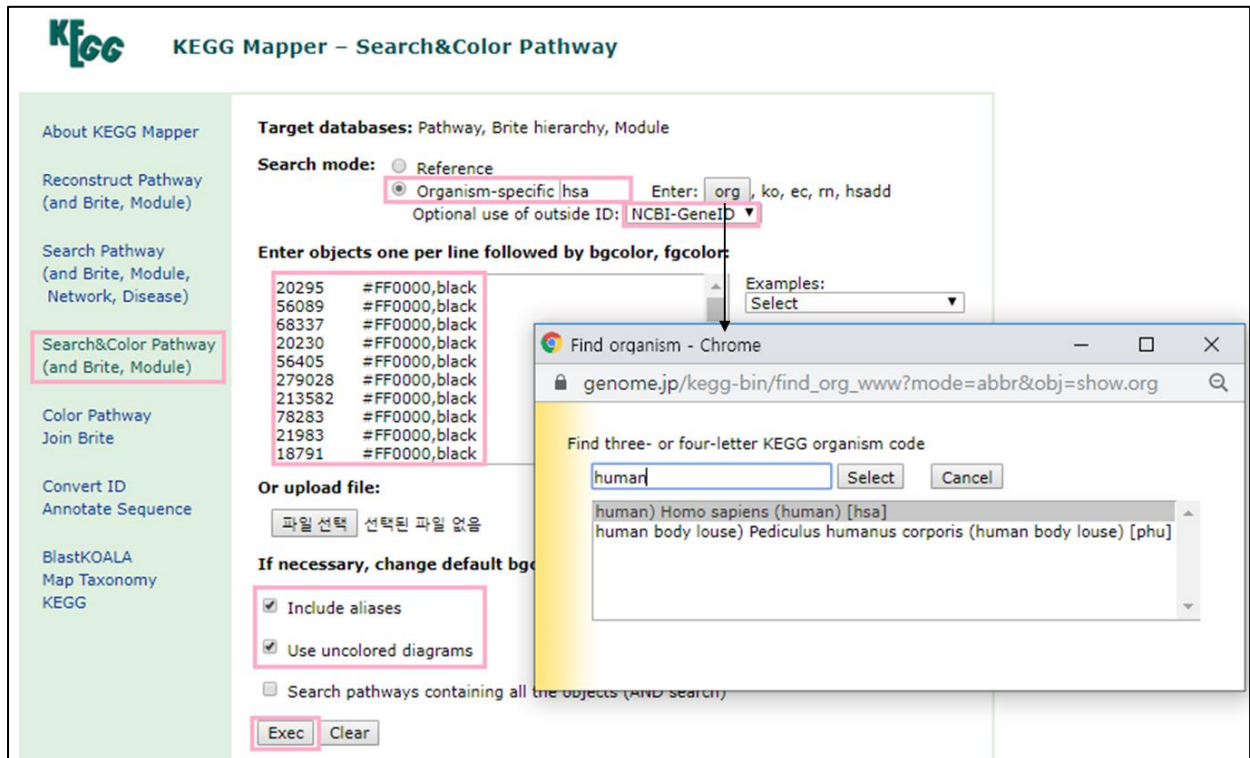 KEGG
KEGG Mapper – Search&Color Pathway
About KEGG Mapper
Reconstruct Pathway
(and Brite, Module)
Search Pathway
(and Brite, Module,
Network, Disease)
Search&Color Pathway
(and Brite, Module)
Color Pathway
Join Brite
Convert ID
Annotate Sequence
BlastKOALA
Map Taxonomy
KEGG
Target databases: Pathway, Brite hierarchy, Module
Search mode: Reference
Organism-specific hsa Enter: org , ko, ec, rn, hsadd
Optional use of outside ID: NCBI-GeneID
Enter objects one per line followed by bgcolor, fgcolor:
20295 #FF0000,black
56089 #FF0000,black
68337 #FF0000,black
20230 #FF0000,black
56405 #FF0000,black
279028 #FF0000,black
213582 #FF0000,black
78283 #FF0000,black
21983 #FF0000,black
18791 #FF0000,black
Examples:
Select
Or upload file:
파일 선택 선택된 파일 없음
If necessary, change default bgc
Include aliases
Use uncolored diagrams
Search pathways containing all the objects (AND search)
Exec Clear
Find organism - Chrome
genome.jp/kegg-bin/find_org_www?mode=abbr&obj=show.org
Find three- or four-letter KEGG organism code
human Select Cancel
human) Homo sapiens (human) [hsa]
human body louse) Pediculus humanus corporis (human body louse) [phu]